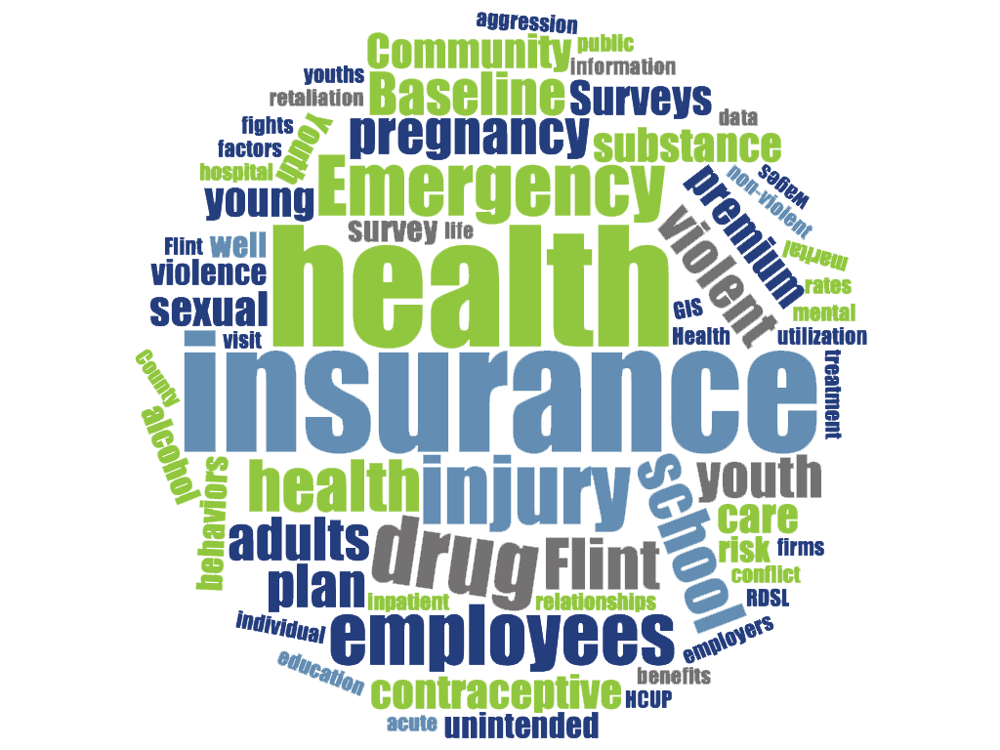 aggression
Community
public
information
youths
retaliation
Baseline
Surveys
data
fights
factors
Youth
pregnancy
substance
hospital
young
Emergency
premium
non-violent
wages
survey
life
violent
Flint
well
violence
sexual
visit
health
marital
rates
mental
GIS
Health
utilization
insurance
treatment
county
alcohol
behaviors
health
injury
school
youth
care
risk
firms
conflict
RDSL
adults
drug
Flint
plan
inpatient
relationships
individual
employees
employers
education
contraceptive
benefits
HCUP
acute
unintended